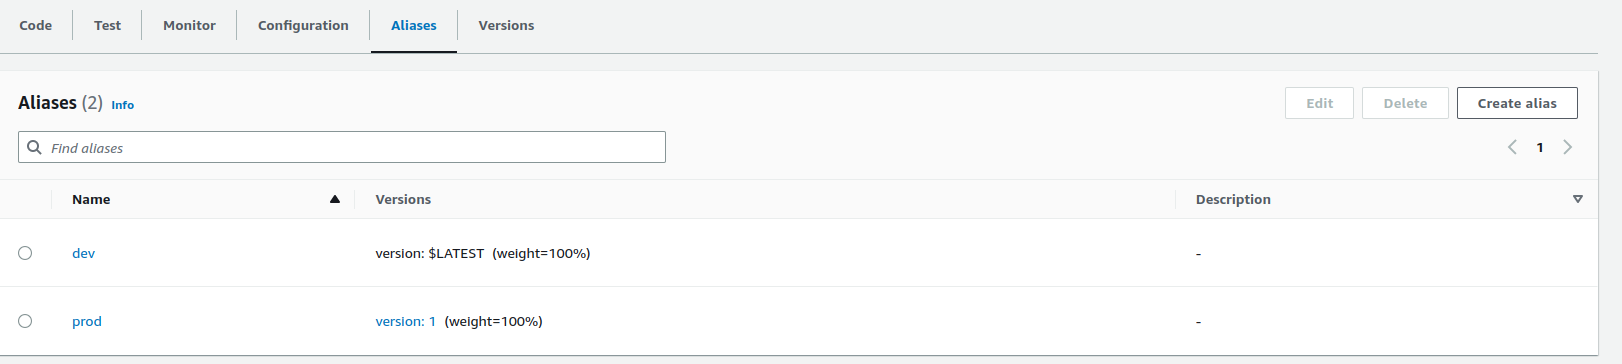 Code Test Monitor Configuration Aliases Versions
Aliases (2) Info
Edit Delete Create alias
Find aliases
1
Name Versions Description
dev version: $LATEST (weight=100%) -
prod version: 1 (weight=100%) -